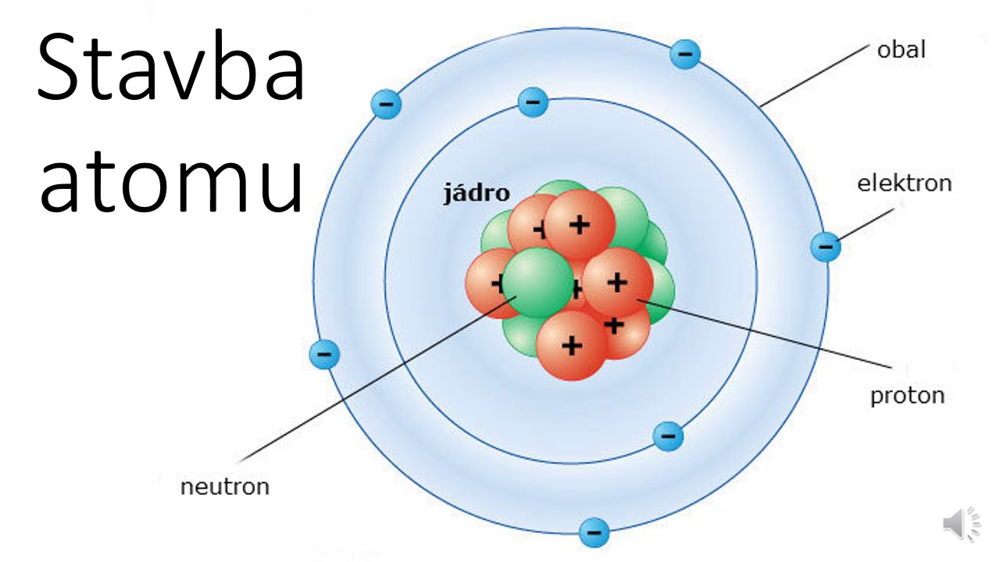 Stavba
atomu
obal
elektron
jádro
proton
neutron